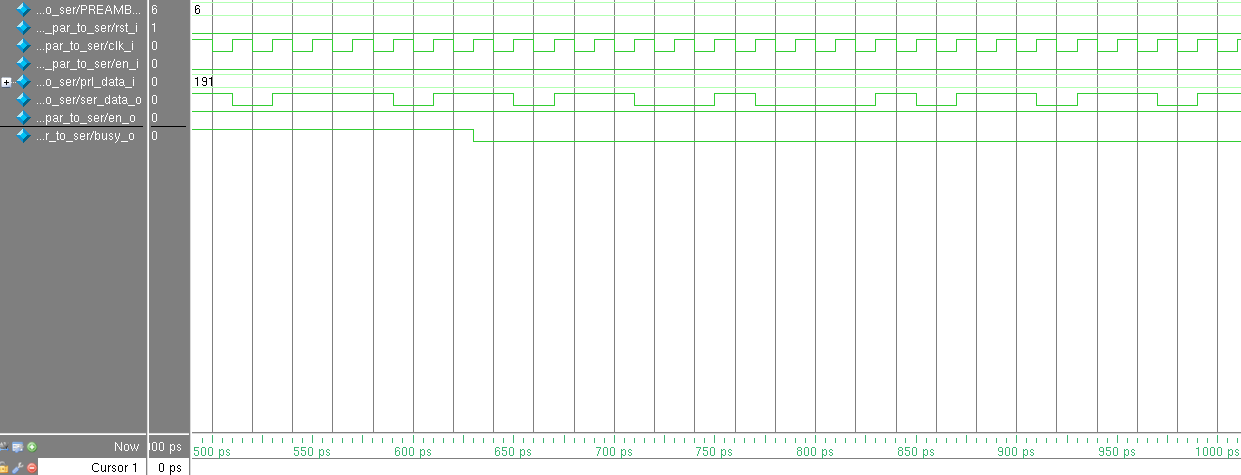 ...o_ser/PREAMB... 6 6
..._par_to_ser/rst_i 1
...par_to_ser/clk_i 0
..._par_to_ser/en_i 0
...o_ser/prl_data_i 0 191
...o_ser/ser_data_o 0
...par_to_ser/en_o 0
...r_to_ser/busy_o 0
Now 000 ps 500 ps 550 ps 600 ps 650 ps 700 ps 750 ps 800 ps 850 ps 900 ps 950 ps 1000 ps
Cursor 1 0 ps